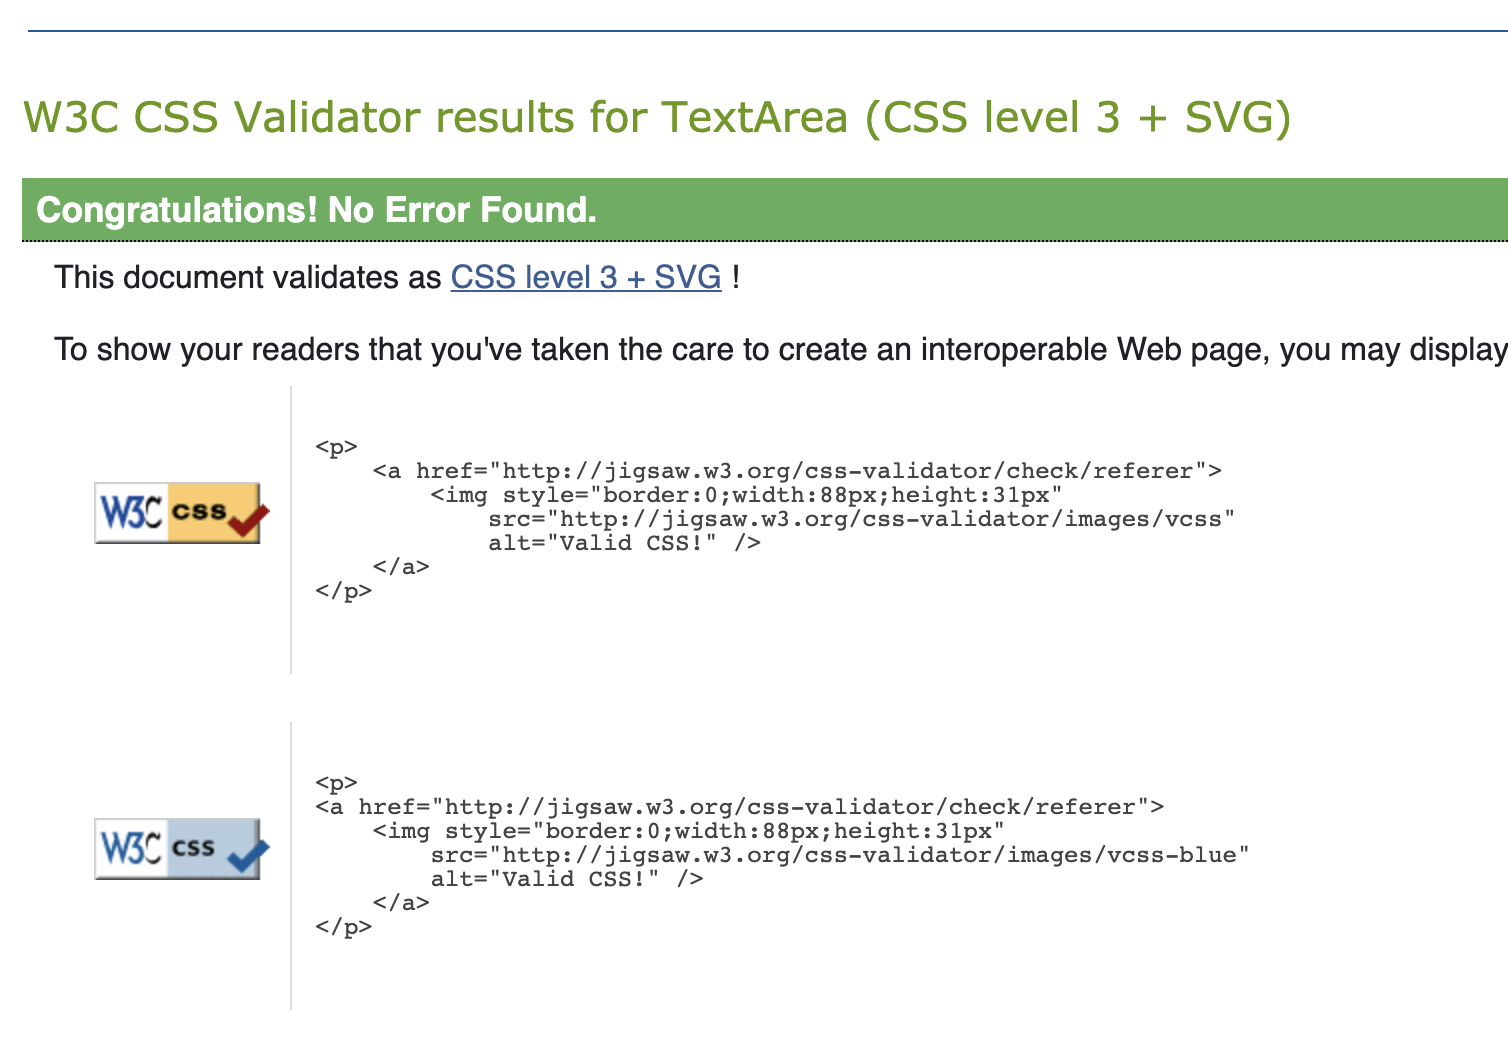 W3C CSS Validator results for TextArea (CSS level 3 + SVG)
Congratulations! No Error Found.
This document validates as CSS level 3 + SVG !
To show your readers that you've taken the care to create an interoperable Web page, you may display
<p>
    <a href="http://jigsaw.w3.org/css-validator/check/referer">
        <img style="border:0;width:88px;height:31px"
            src="http://jigsaw.w3.org/css-validator/images/vcss"
            alt="Valid CSS!" />
    </a>
</p>
W3C css
<p>
<a href="http://jigsaw.w3.org/css-validator/check/referer">
    <img style="border:0;width:88px;height:31px"
        src="http://jigsaw.w3.org/css-validator/images/vcss-blue"
        alt="Valid CSS!" />
    </a>
</p>
W3C css